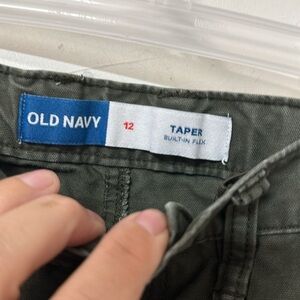 OLD NAVY
12
TAPER
BUILT-IN FLEX